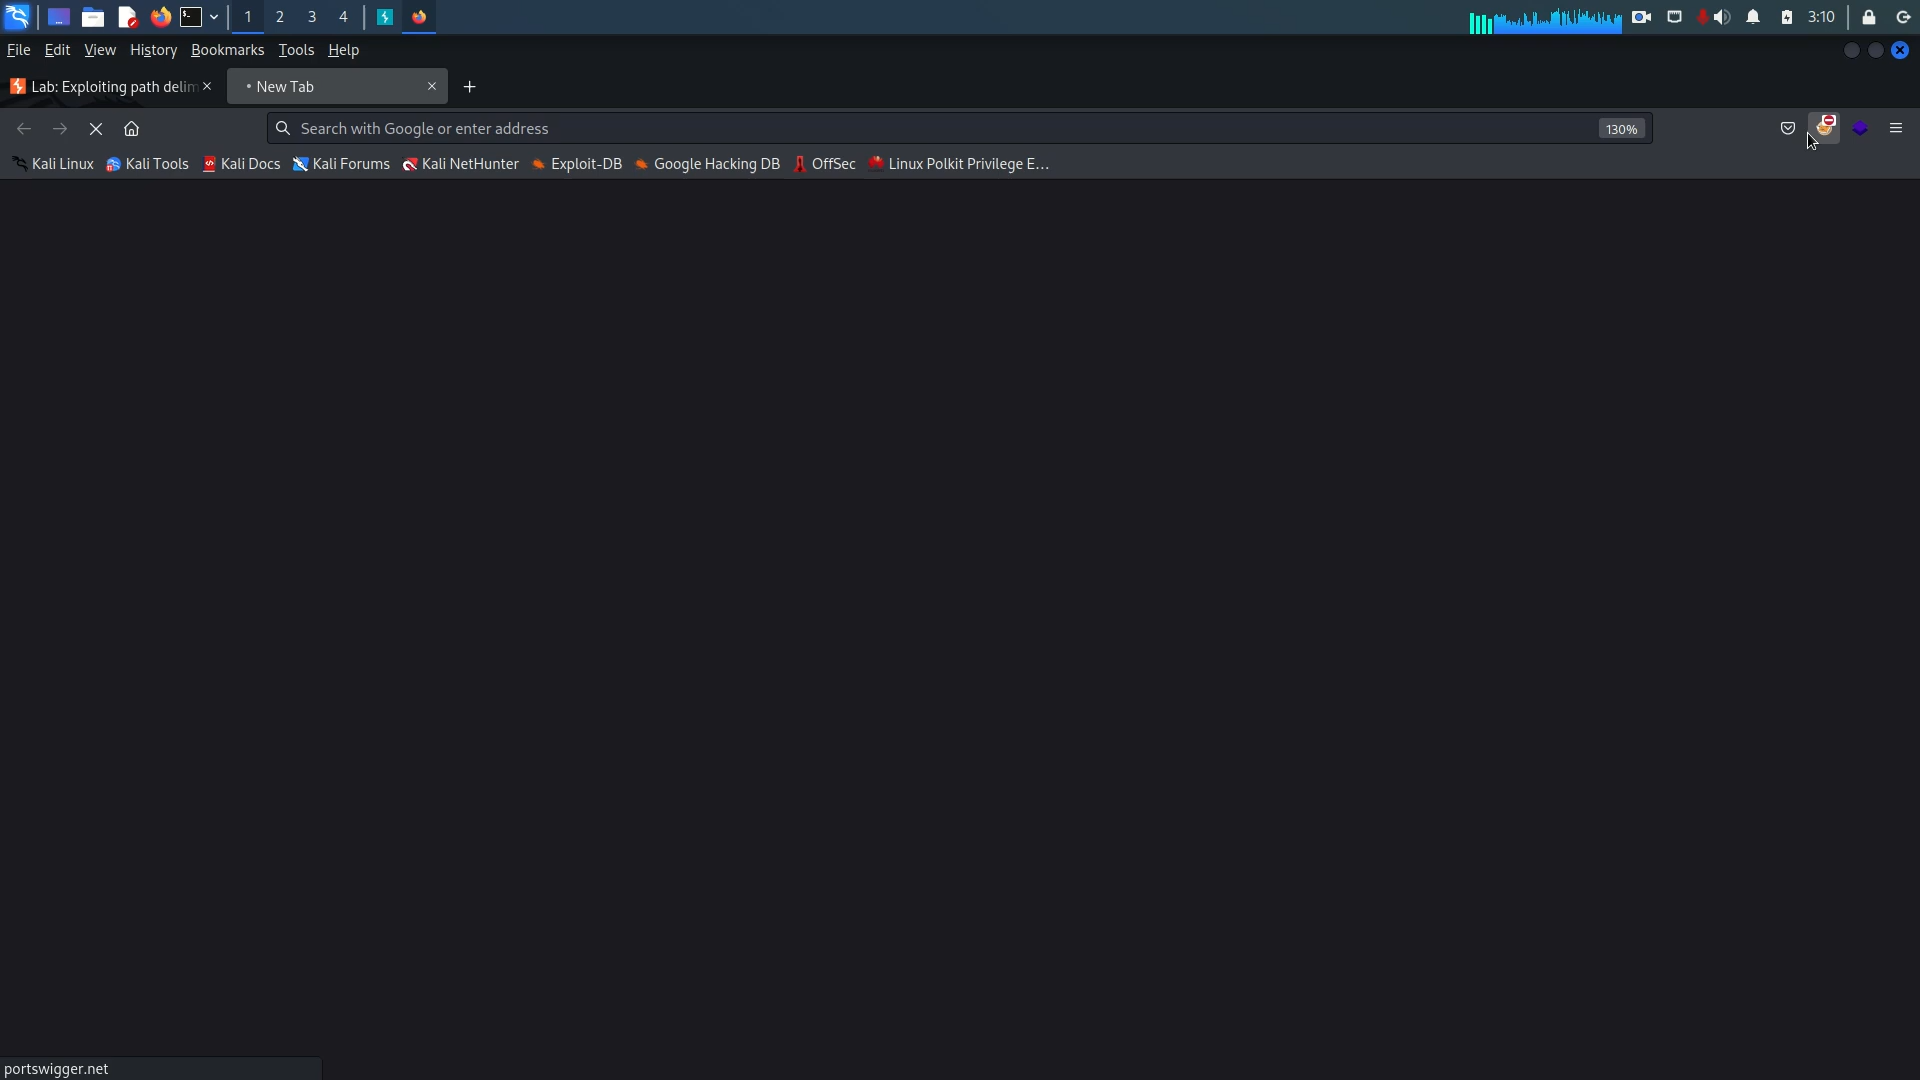 1 2 3 4 3:10
File Edit View History Bookmarks Tools Help
Lab: Exploiting path delim New Tab
Search with Google or enter address 130%
Kali Linux Kali Tools Kali Docs Kali Forums Kali NetHunter Exploit-DB Google Hacking DB OffSec Linux Polkit Privilege E...
portswigger.net